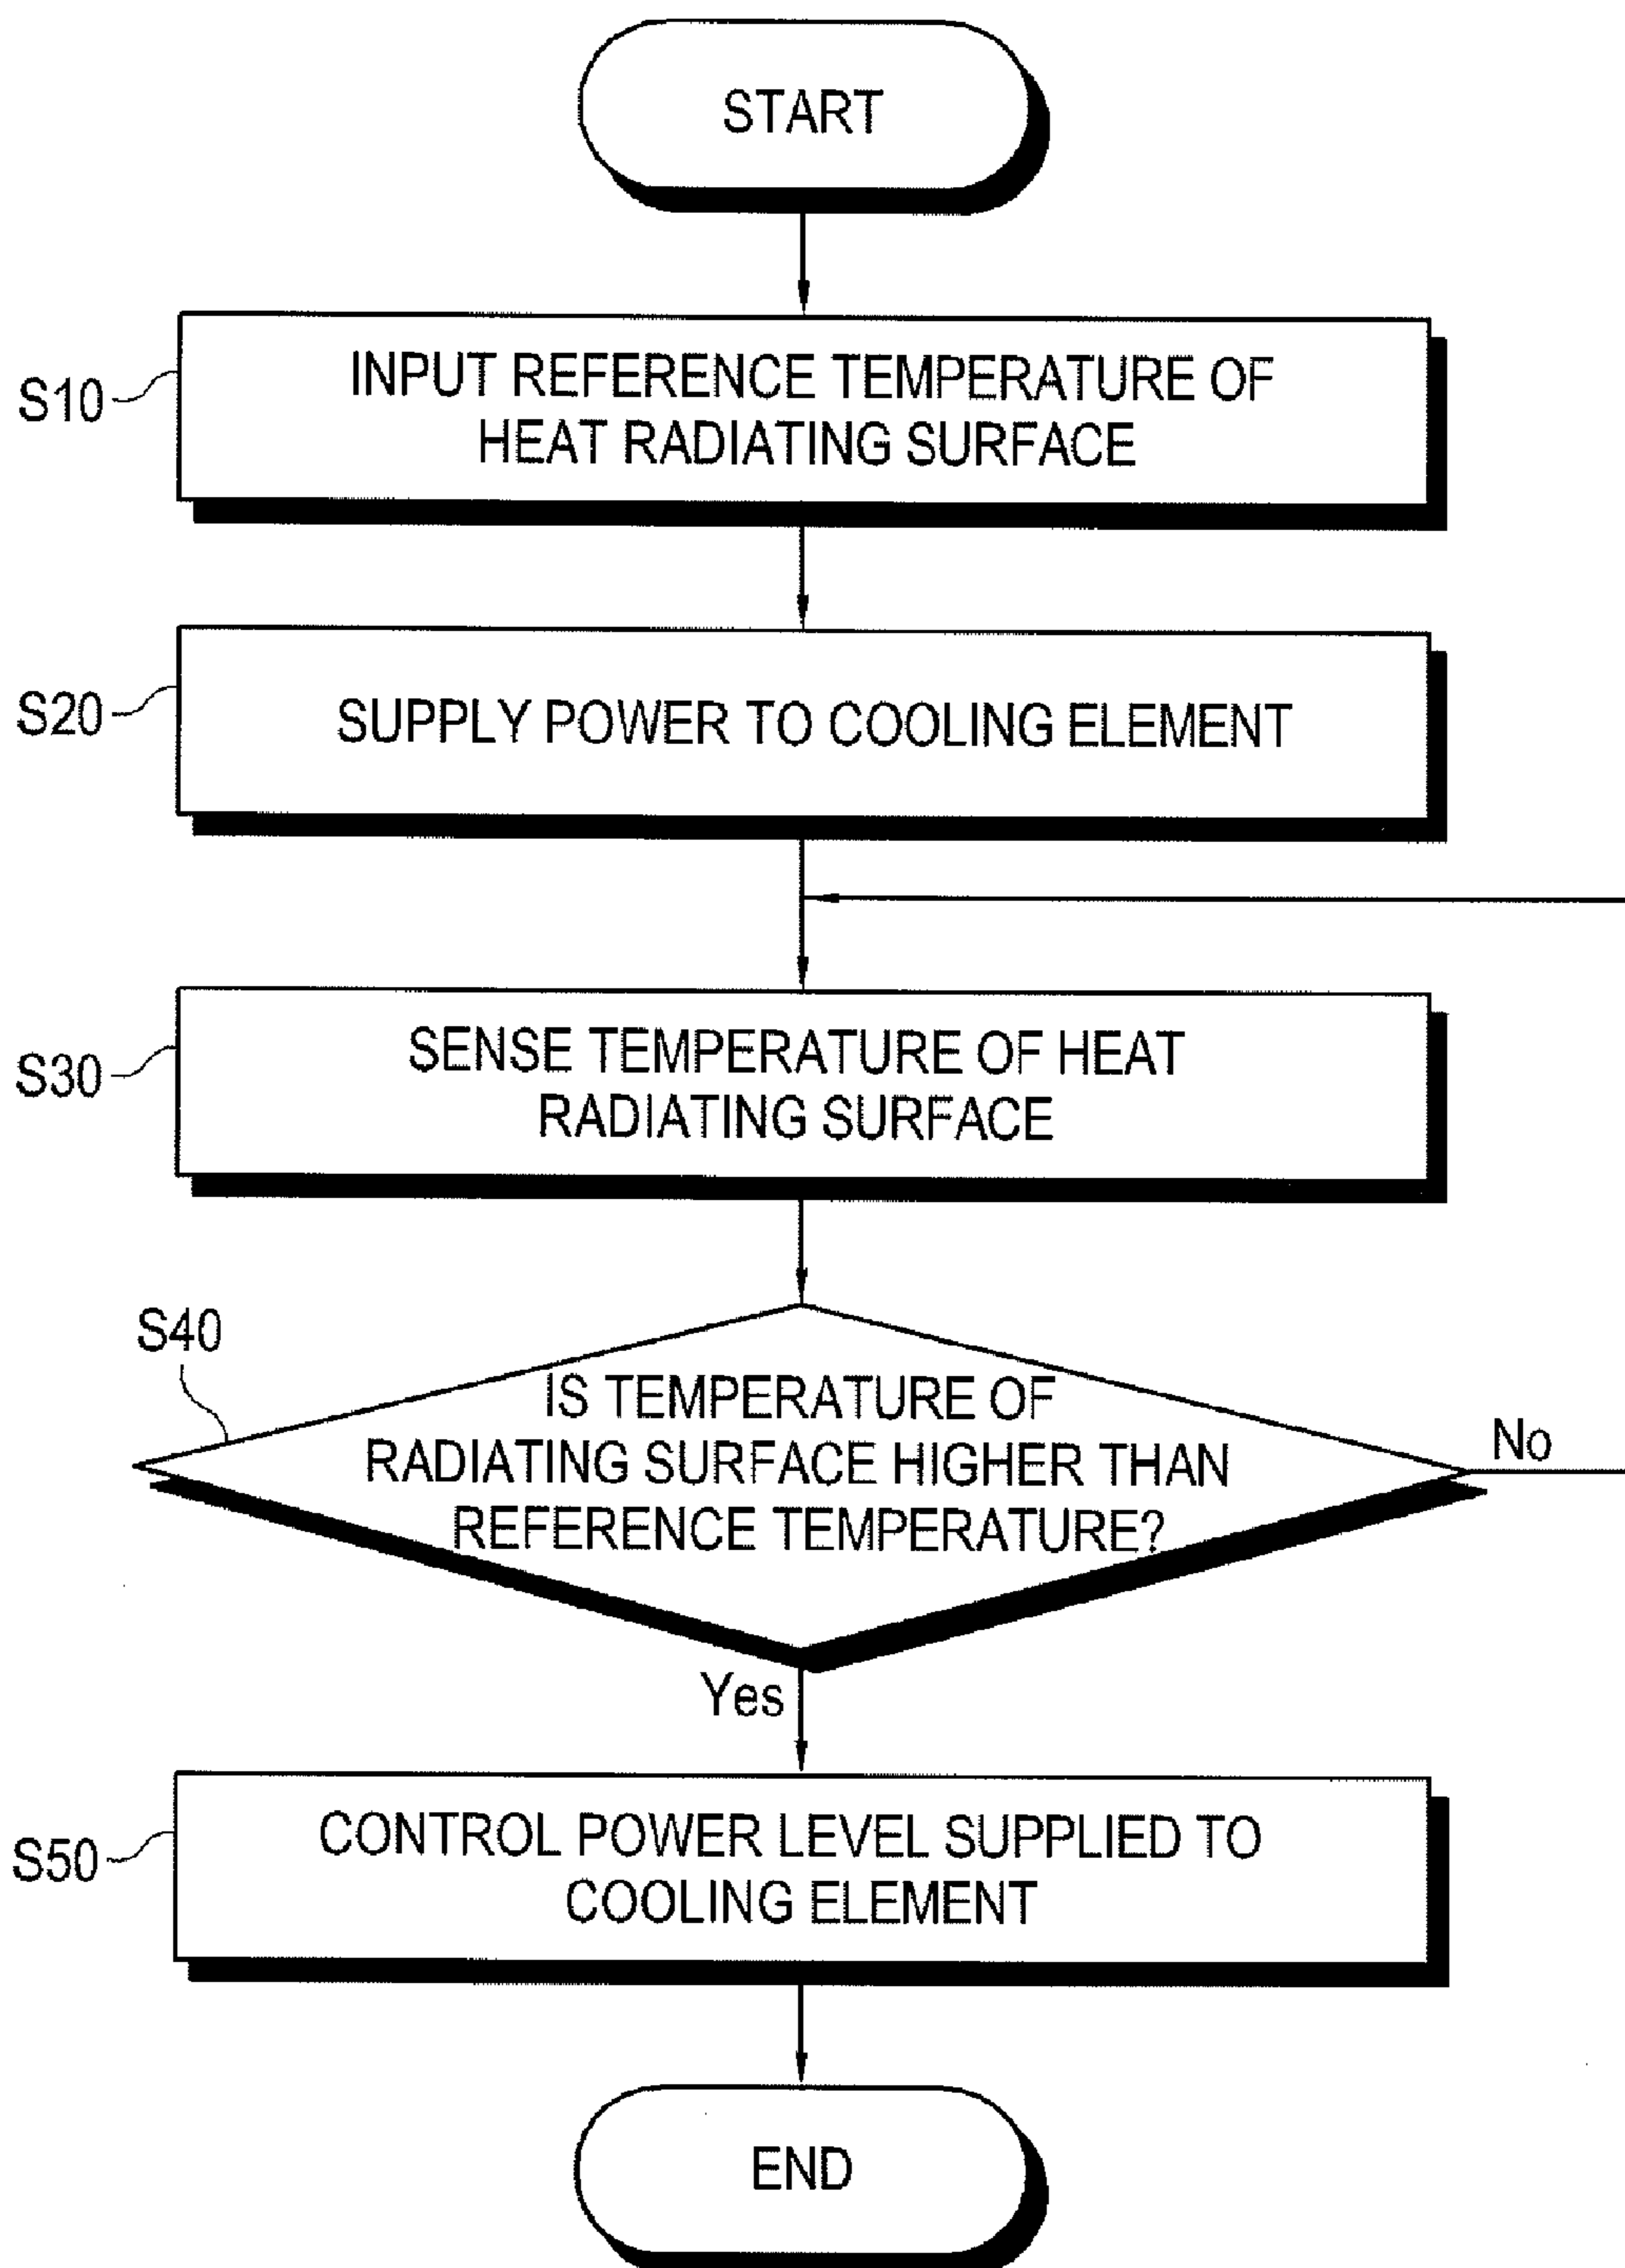 START
S10
INPUT REFERENCE TEMPERATURE OF
HEAT RADIATING SURFACE
S20
SUPPLY POWER TO COOLING ELEMENT
S30
SENSE TEMPERATURE OF HEAT
RADIATING SURFACE
S40
IS TEMPERATURE OF
RADIATING SURFACE HIGHER THAN
REFERENCE TEMPERATURE?
No
Yes
S50
CONTROL POWER LEVEL SUPPLIED TO
COOLING ELEMENT
END